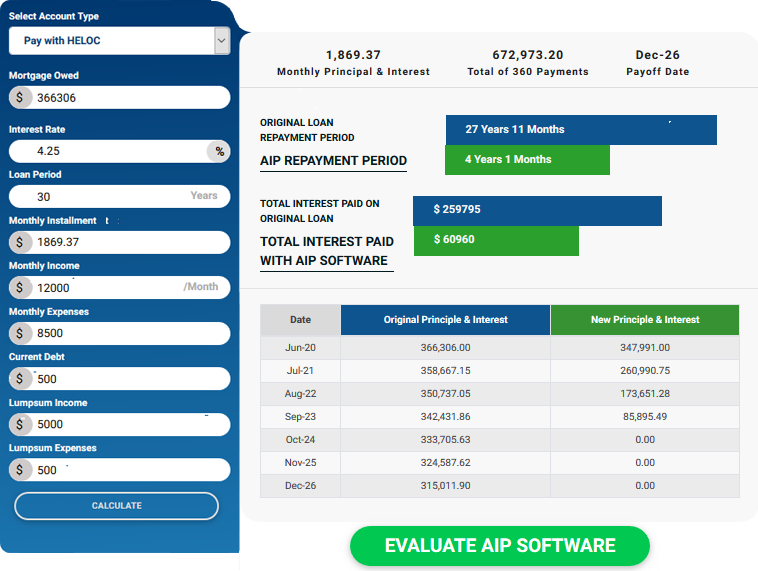 Select Account Type
Pay with HELOC
Mortgage Owed
$ 366306
Interest Rate
4.25 %
Loan Period
30 Years
Monthly Installment
$ 1869.37
Monthly Income
$ 12000 /Month
Monthly Expenses
$ 8500
Current Debt
$ 500
Lumpsum Income
$ 5000
Lumpsum Expenses
$ 500
CALCULATE
1,869.37 672,973.20 Dec-26
Monthly Principal & Interest Total of 360 Payments Payoff Date
ORIGINAL LOAN
REPAYMENT PERIOD
27 Years 11 Months
AIP REPAYMENT PERIOD
4 Years 1 Months
TOTAL INTEREST PAID ON
ORIGINAL LOAN
$ 259795
TOTAL INTEREST PAID
WITH AIP SOFTWARE
$ 60960
Date Original Principle & Interest New Principle & Interest
Jun-20 366,306.00 347,991.00
Jul-21 358,667.15 260,990.75
Aug-22 350,737.05 173,651.28
Sep-23 342,431.86 85,895.49
Oct-24 333,705.63 0.00
Nov-25 324,587.62 0.00
Dec-26 315,011.90 0.00
EVALUATE AIP SOFTWARE